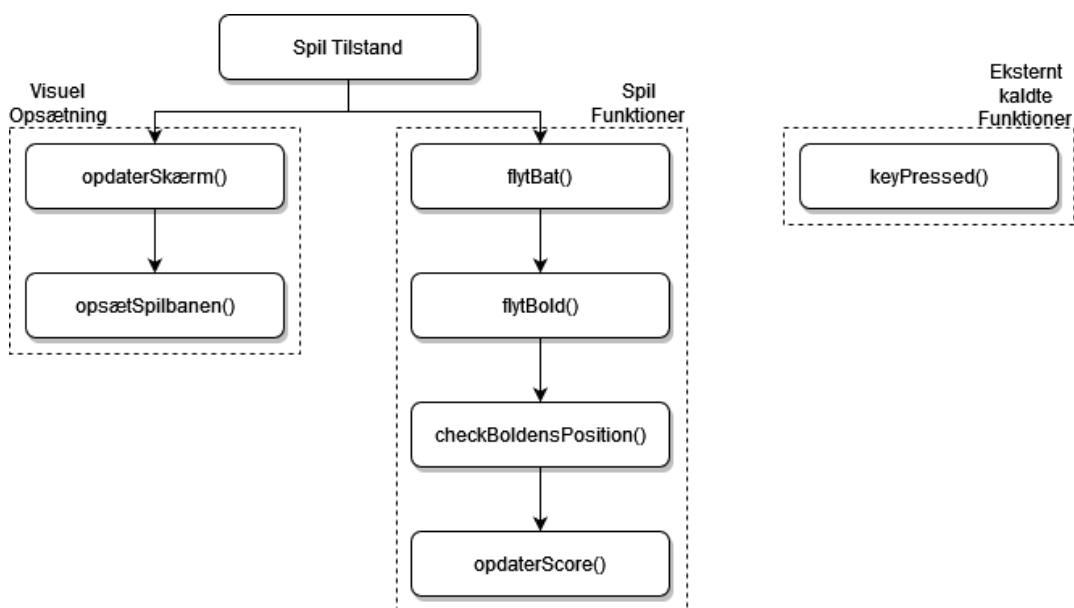 Spil Tilstand
Visuel
Opsætning
opdaterSkærm()
opsætSpilbanen()
Spil
Funktioner
flytBat()
flytBold()
checkBoldensPosition()
opdaterScore()
Eksternt
kaldte
Funktioner
keyPressed()